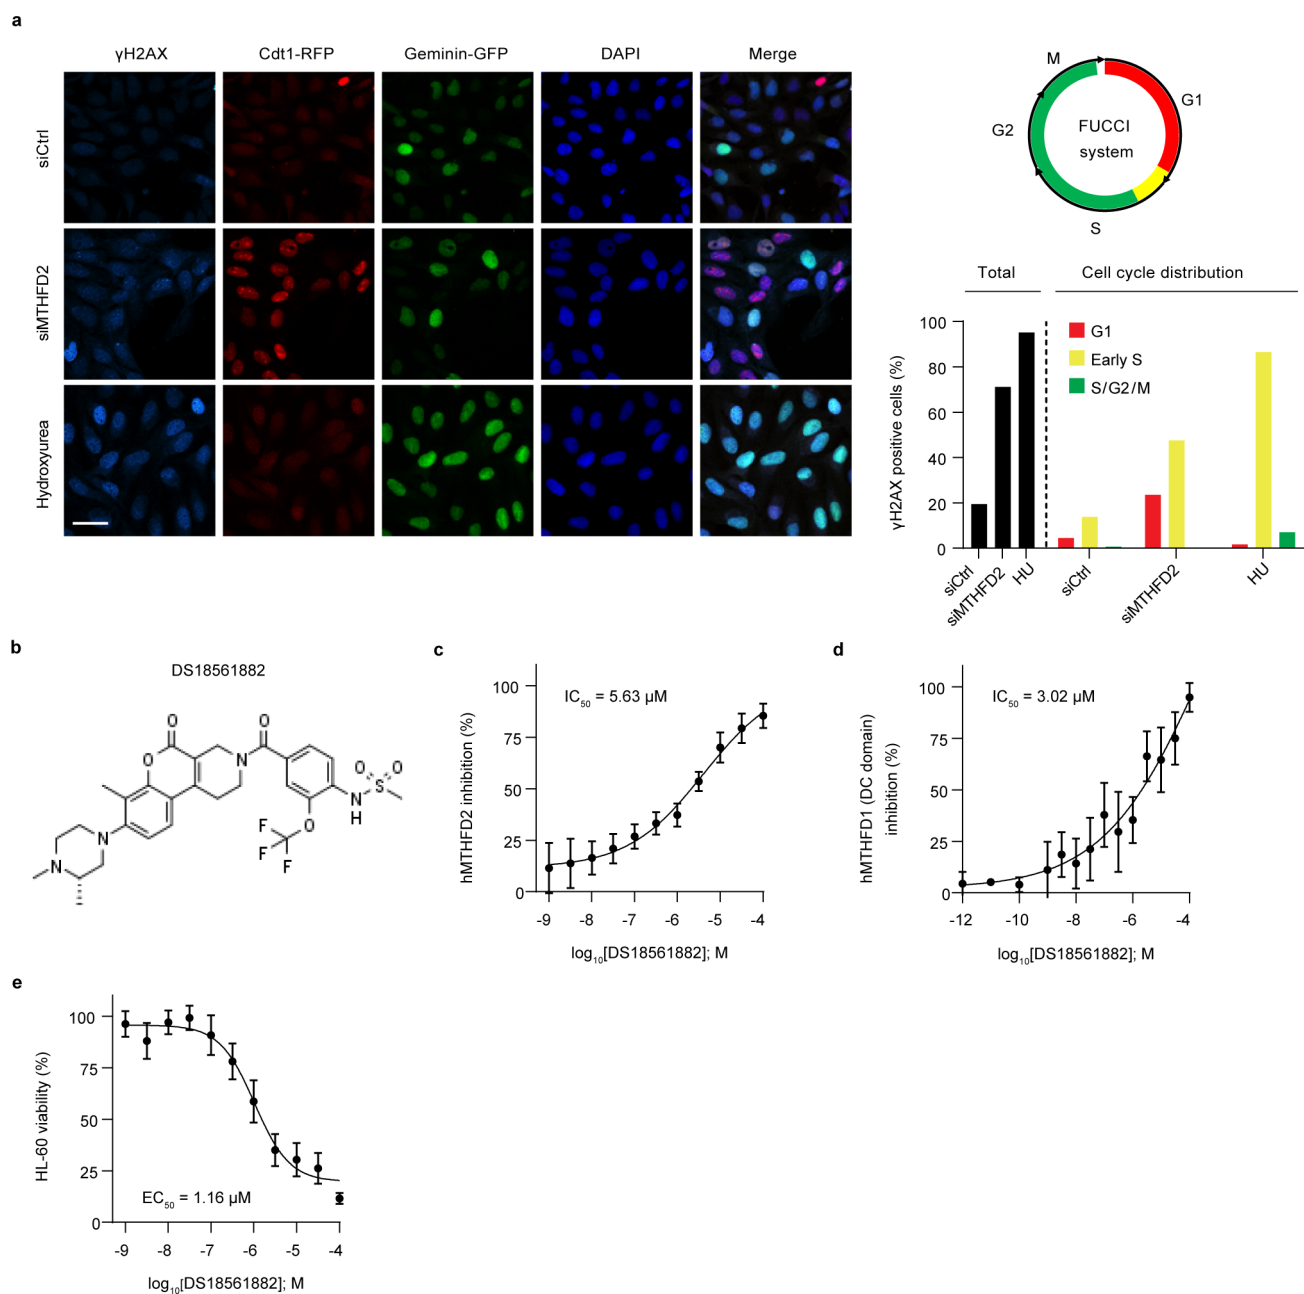 a
γH2AX Cdt1-RFP Geminin-GFP DAPI Merge
siCtrl
siMTHFD2
Hydroxyurea
M
G1
G2
S
FUCCI
system
Total Cell cycle distribution
γH2AX positive cells (%)
100
80
60
40
20
0
G1
Early S
S/G2/M
siCtrl
siMTHFD2
HU
siCtrl
siMTHFD2
HU
b
DS18561882
O
O
O
N
O
O
S
N
H
O
F
F
F
N
N
c
hMTHFD2 inhibition (%)
IC50 = 5.63 µM
100
75
50
25
0
-9 -8 -7 -6 -5 -4
log10[DS18561882]; M
d
hMTHFD1 (DC domain)
inhibition (%)
IC50 = 3.02 µM
100
75
50
25
0
-12 -10 -8 -6 -4
log10[DS18561882]; M
e
HL-60 viability (%)
100
75
50
25
0
EC50 = 1.16 µM
-9 -8 -7 -6 -5 -4
log10[DS18561882]; M